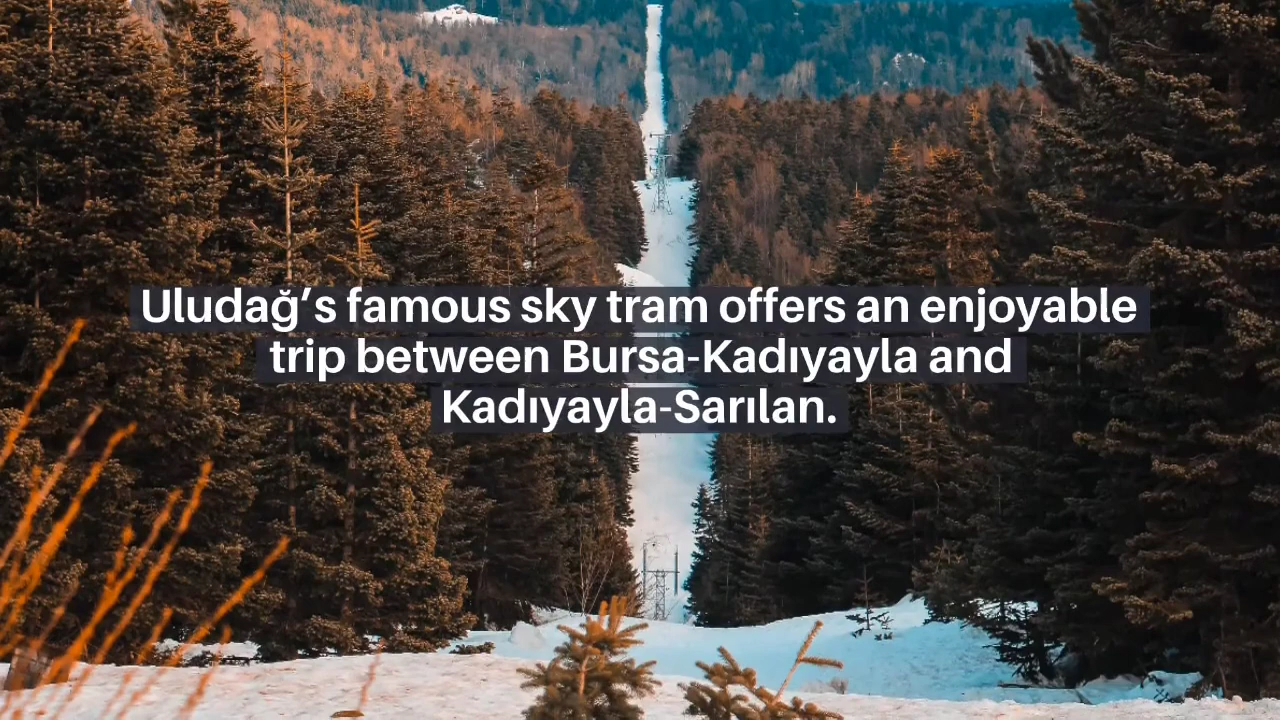 Uludağ’s famous sky tram offers an enjoyable
trip between Bursa-Kadıyayla and
Kadıyayla-Sarılan.